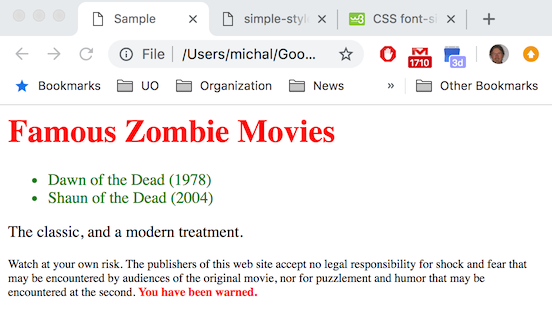 Sample
simple-style
CSS font-si
File
/Users/michal/Goo...
1710
3d
Bookmarks
UO
Organization
News
»
Other Bookmarks
Famous Zombie Movies
• Dawn of the Dead (1978)
• Shaun of the Dead (2004)
The classic, and a modern treatment.
Watch at your own risk. The publishers of this web site accept no legal responsibility for shock and fear that
may be encountered by audiences of the original movie, nor for puzzlement and humor that may be
encountered at the second. You have been warned.